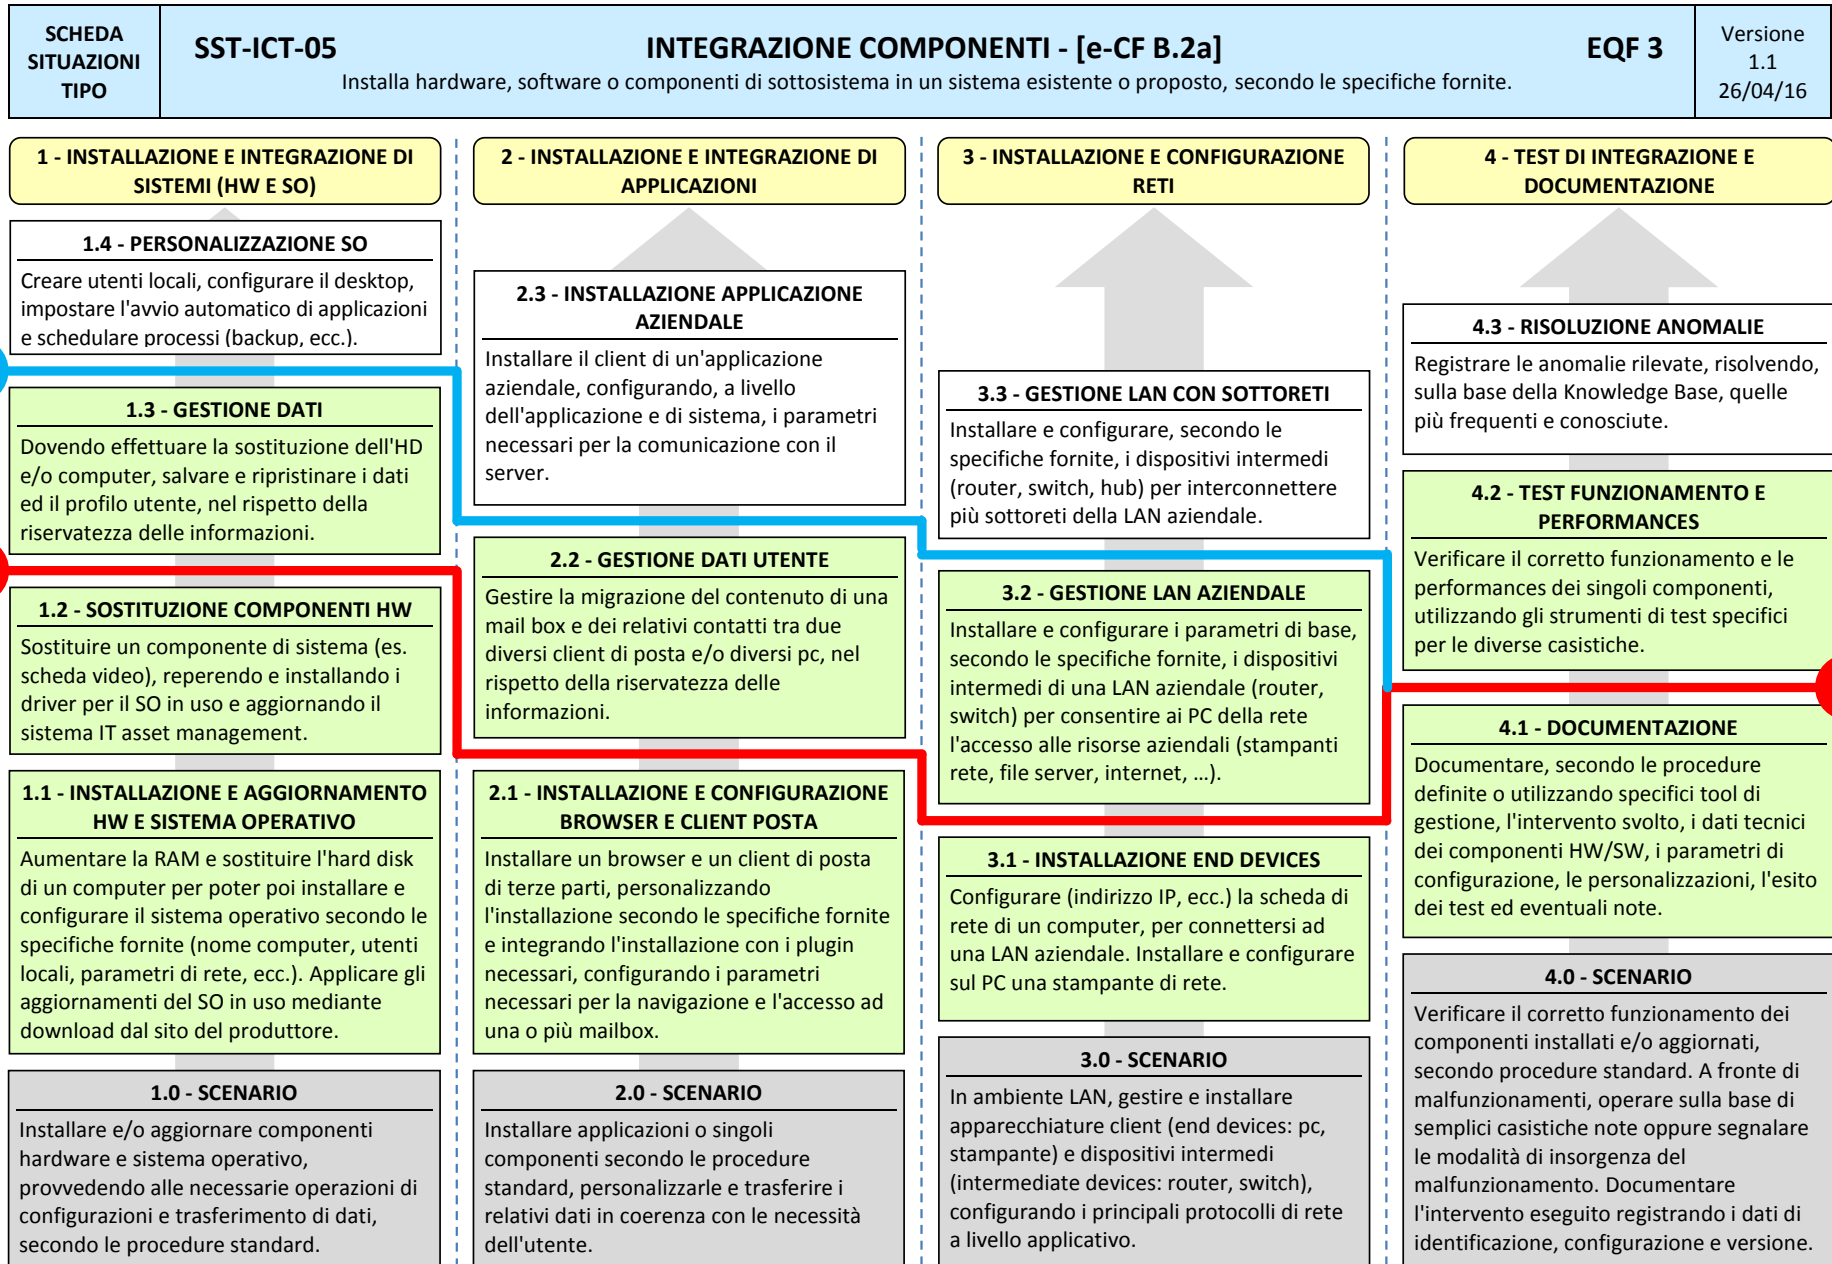 SCHEDA
SITUAZIONI
TIPO
SST-ICT-05
INTEGRAZIONE COMPONENTI - [e-CF B.2a]
EQF 3
Installa hardware, software o componenti di sottosistema in un sistema esistente o proposto, secondo le specifiche fornite.
Versione
1.1
26/04/16
1 - INSTALLAZIONE E INTEGRAZIONE DI
SISTEMI (HW E SO)
1.4 - PERSONALIZZAZIONE SO
Creare utenti locali, configurare il desktop,
impostare l'avvio automatico di applicazioni
e schedulare processi (backup, ecc.).
1.3 - GESTIONE DATI
Dovendo effettuare la sostituzione dell'HD
e/o computer, salvare e ripristinare i dati
ed il profilo utente, nel rispetto della
riservatezza delle informazioni.
1.2 - SOSTITUZIONE COMPONENTI HW
Sostituire un componente di sistema (es.
scheda video), reperendo e installando i
driver per il SO in uso e aggiornando il
sistema IT asset management.
1.1 - INSTALLAZIONE E AGGIORNAMENTO
HW E SISTEMA OPERATIVO
Aumentare la RAM e sostituire l'hard disk
di un computer per poter poi installare e
configurare il sistema operativo secondo le
specifiche fornite (nome computer, utenti
locali, parametri di rete, ecc.). Applicare gli
aggiornamenti del SO in uso mediante
download dal sito del produttore.
1.0 - SCENARIO
Installare e/o aggiornare componenti
hardware e sistema operativo,
provvedendo alle necessarie operazioni di
configurazioni e trasferimento di dati,
secondo le procedure standard.
2 - INSTALLAZIONE E INTEGRAZIONE DI
APPLICAZIONI
2.3 - INSTALLAZIONE APPLICAZIONE
AZIENDALE
Installare il client di un'applicazione
aziendale, configurando, a livello
dell'applicazione e di sistema, i parametri
necessari per la comunicazione con il
server.
2.2 - GESTIONE DATI UTENTE
Gestire la migrazione del contenuto di una
mail box e dei relativi contatti tra due
diversi client di posta e/o diversi pc, nel
rispetto della riservatezza delle
informazioni.
2.1 - INSTALLAZIONE E CONFIGURAZIONE
BROWSER E CLIENT POSTA
Installare un browser e un client di posta
di terze parti, personalizzando
l'installazione secondo le specifiche fornite
e integrando l'installazione con i plugin
necessari, configurando i parametri
necessari per la navigazione e l'accesso ad
una o più mailbox.
2.0 - SCENARIO
Installare applicazioni o singoli
componenti secondo le procedure
standard, personalizzarle e trasferire i
relativi dati in coerenza con le necessità
dell'utente.
3 - INSTALLAZIONE E CONFIGURAZIONE
RETI
3.3 - GESTIONE LAN CON SOTTORETI
Installare e configurare, secondo le
specifiche fornite, i dispositivi intermedi
(router, switch, hub) per interconnettere
più sottoreti della LAN aziendale.
3.2 - GESTIONE LAN AZIENDALE
Installare e configurare i parametri di base,
secondo le specifiche fornite, i dispositivi
intermedi di una LAN aziendale (router,
switch) per consentire ai PC della rete
l'accesso alle risorse aziendali (stampanti
rete, file server, internet, …).
3.1 - INSTALLAZIONE END DEVICES
Configurare (indirizzo IP, ecc.) la scheda di
rete di un computer, per connettersi ad
una LAN aziendale. Installare e configurare
sul PC una stampante di rete.
3.0 - SCENARIO
In ambiente LAN, gestire e installare
apparecchiature client (end devices: pc,
stampante) e dispositivi intermedi
(intermediate devices: router, switch),
configurando i principali protocolli di rete
a livello applicativo.
4 - TEST DI INTEGRAZIONE E
DOCUMENTAZIONE
4.3 - RISOLUZIONE ANOMALIE
Registrare le anomalie rilevate, risolvendo,
sulla base della Knowledge Base, quelle
più frequenti e conosciute.
4.2 - TEST FUNZIONAMENTO E
PERFORMANCES
Verificare il corretto funzionamento e le
performances dei singoli componenti,
utilizzando gli strumenti di test specifici
per le diverse casistiche.
4.1 - DOCUMENTAZIONE
Documentare, secondo le procedure
definite o utilizzando specifici tool di
gestione, l'intervento svolto, i dati tecnici
dei componenti HW/SW, i parametri di
configurazione, le personalizzazioni, l'esito
dei test ed eventuali note.
4.0 - SCENARIO
Verificare il corretto funzionamento dei
componenti installati e/o aggiornati,
secondo procedure standard. A fronte di
malfunzionamenti, operare sulla base di
semplici casistiche note oppure segnalare
le modalità di insorgenza del
malfunzionamento. Documentare
l'intervento eseguito registrando i dati di
identificazione, configurazione e versione.